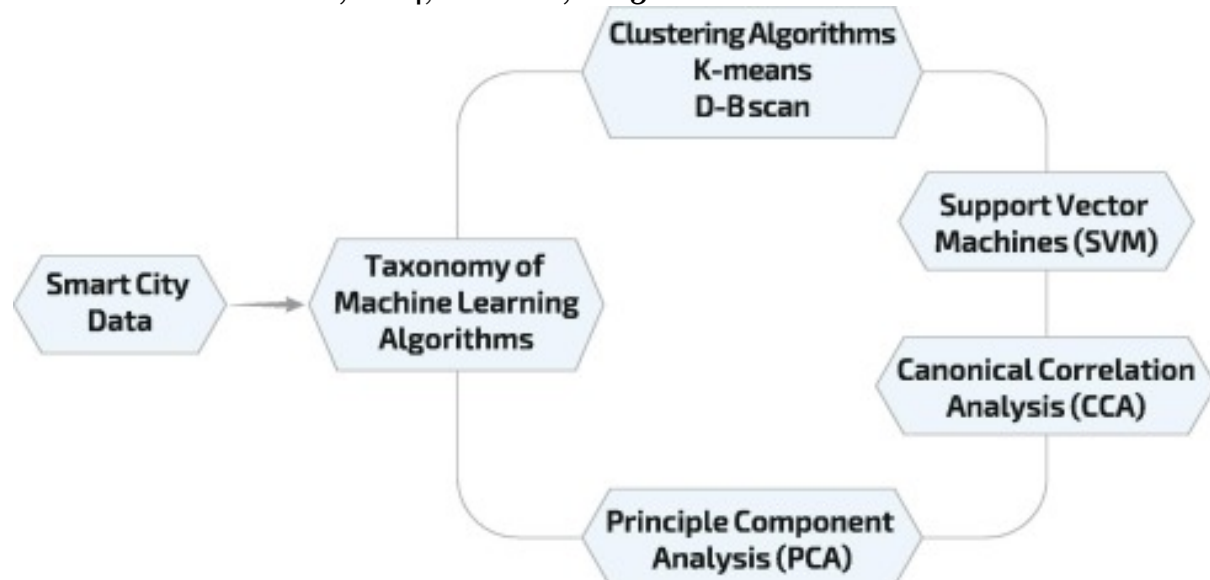 Clustering Algorithms
K-means
D-B scan
Support Vector
Machines (SVM)
Taxonomy of
Machine Learning
Algorithms
Smart City
Data
Canonical Correlation
Analysis (CCA)
Principle Component
Analysis (PCA)